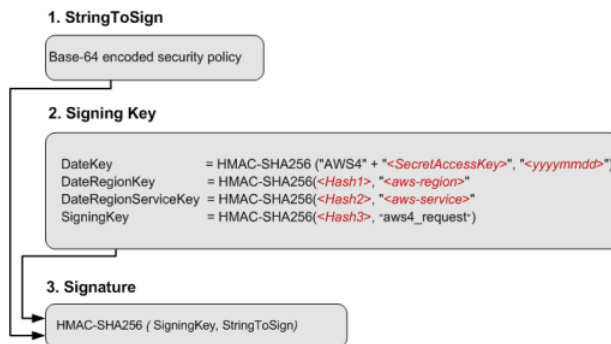 1. StringToSign
Base-64 encoded security policy
2. Signing Key
DateKey = HMAC-SHA256 ("AWS4" + "<SecretAccessKey>", "<yyyymmdd>")
DateRegionKey = HMAC-SHA256(<Hash1>, "<aws-region>"
DateRegionServiceKey = HMAC-SHA256(<Hash2>, "<aws-service>"
SigningKey = HMAC-SHA256(<Hash3>, "aws4_request")
3. Signature
HMAC-SHA256 ( SigningKey, StringToSign)